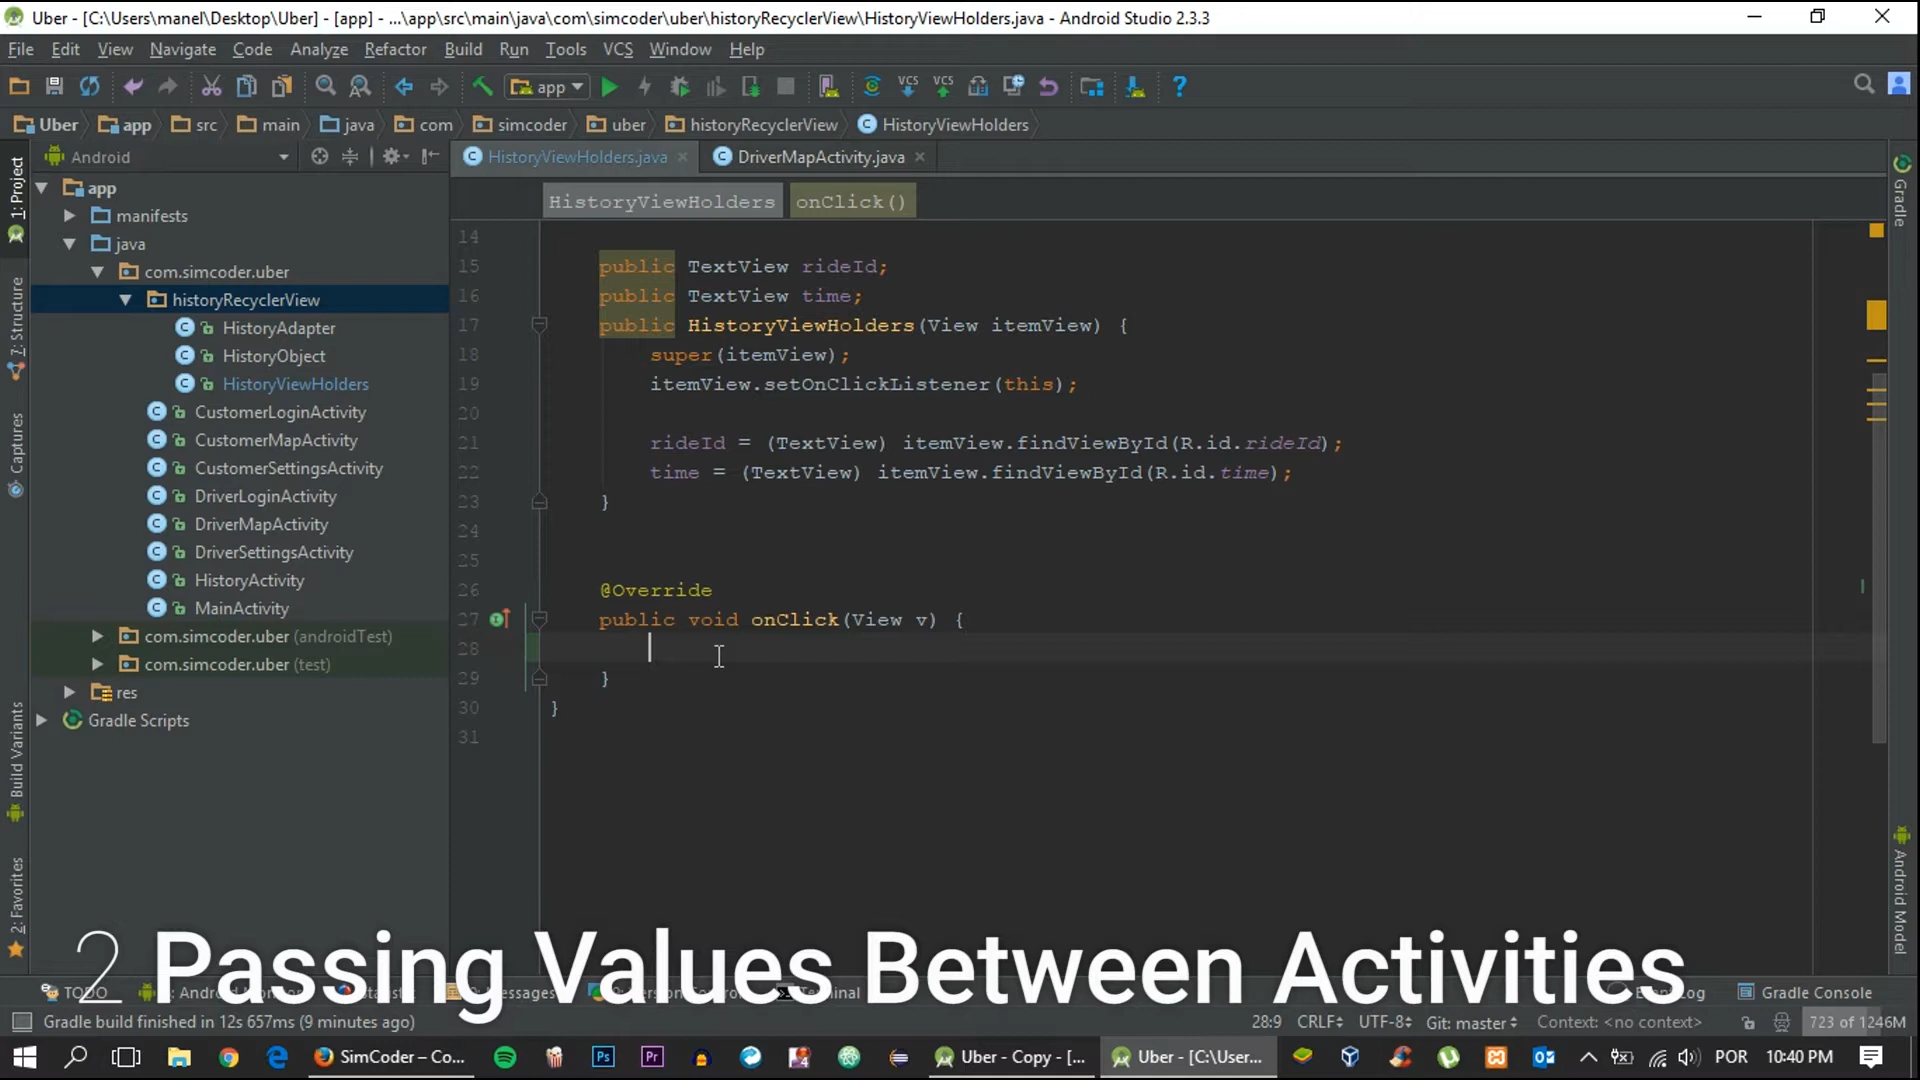 Uber - [C:\Users\manel\Desktop\Uber] - [app] - ...\app\src\main\java\com\simcoder\uber\historyRecyclerView\HistoryViewHolders.java - Android Studio 2.3.3
File Edit View Navigate Code Analyze Refactor Build Run Tools VCS Window Help
app VCS VCS ?
Uber app src main java com simcoder uber historyRecyclerView HistoryViewHolders
Android
HistoryViewHolders.java DriverMapActivity.java
HistoryViewHolders onClick()
1: Project
7: Structure
Captures
Build Variants
2: Favorites
app
manifests
java
com.simcoder.uber
historyRecyclerView
HistoryAdapter
HistoryObject
HistoryViewHolders
CustomerLoginActivity
CustomerMapActivity
CustomerSettingsActivity
DriverLoginActivity
DriverMapActivity
DriverSettingsActivity
HistoryActivity
MainActivity
com.simcoder.uber (androidTest)
com.simcoder.uber (test)
res
Gradle Scripts
14
15 public TextView rideId;
16 public TextView time;
17 public HistoryViewHolders(View itemView) {
18 super(itemView);
19 itemView.setOnClickListener(this);
20
21 rideId = (TextView) itemView.findViewById(R.id.rideId);
22 time = (TextView) itemView.findViewById(R.id.time);
23 }
24
25
26 @Override
27 public void onClick(View v) {
28
29 }
30 }
31
Gradle
Android Model
2 Passing Values Between Activities
TODO Messages Terminal Log Gradle Console
Gradle build finished in 12s 657ms (9 minutes ago) 28:9 CRLF UTF-8 Git: master Context: <no context> 723 of 1246M
SimCoder – Co... Ps Pr Uber - Copy - [... Uber - [C:\User... POR 10:40 PM